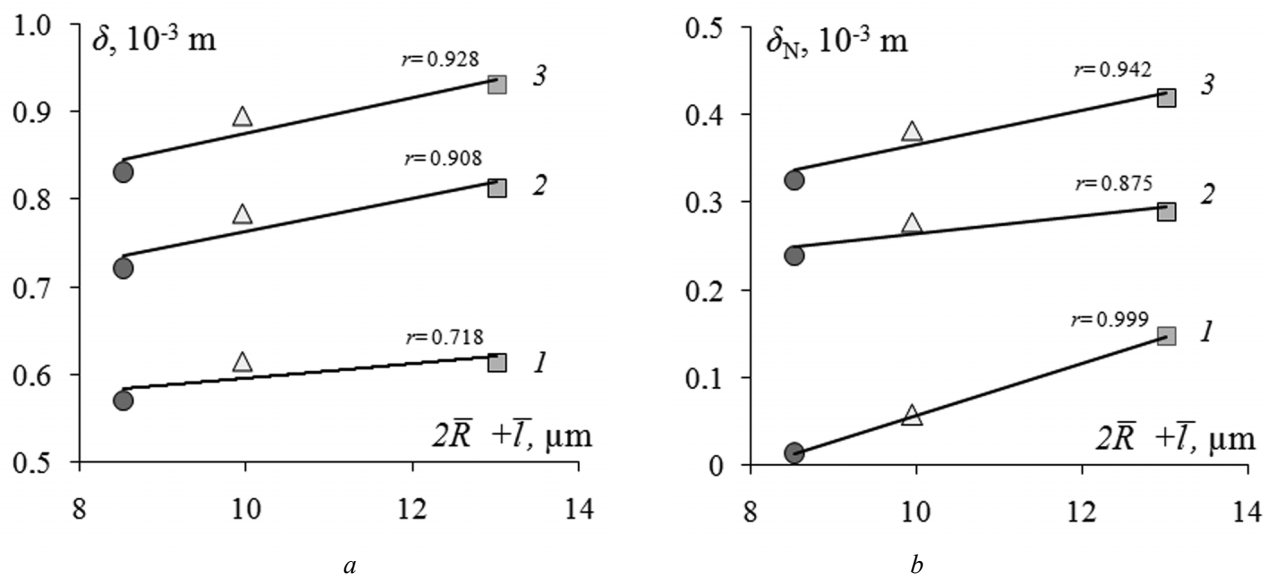 1.0
δ, 10⁻³ m
r=0.928
3
0.9
r=0.908
2
0.8
0.7
r=0.718
1
0.6
2R̅ +l̅, µm
0.5
8 10 12 14
a
0.5
δ_N, 10⁻³ m
r=0.942
3
0.4
r=0.875
2
0.3
0.2
r=0.999
1
0.1
2R̅ +l̅, µm
0
8 10 12 14
b